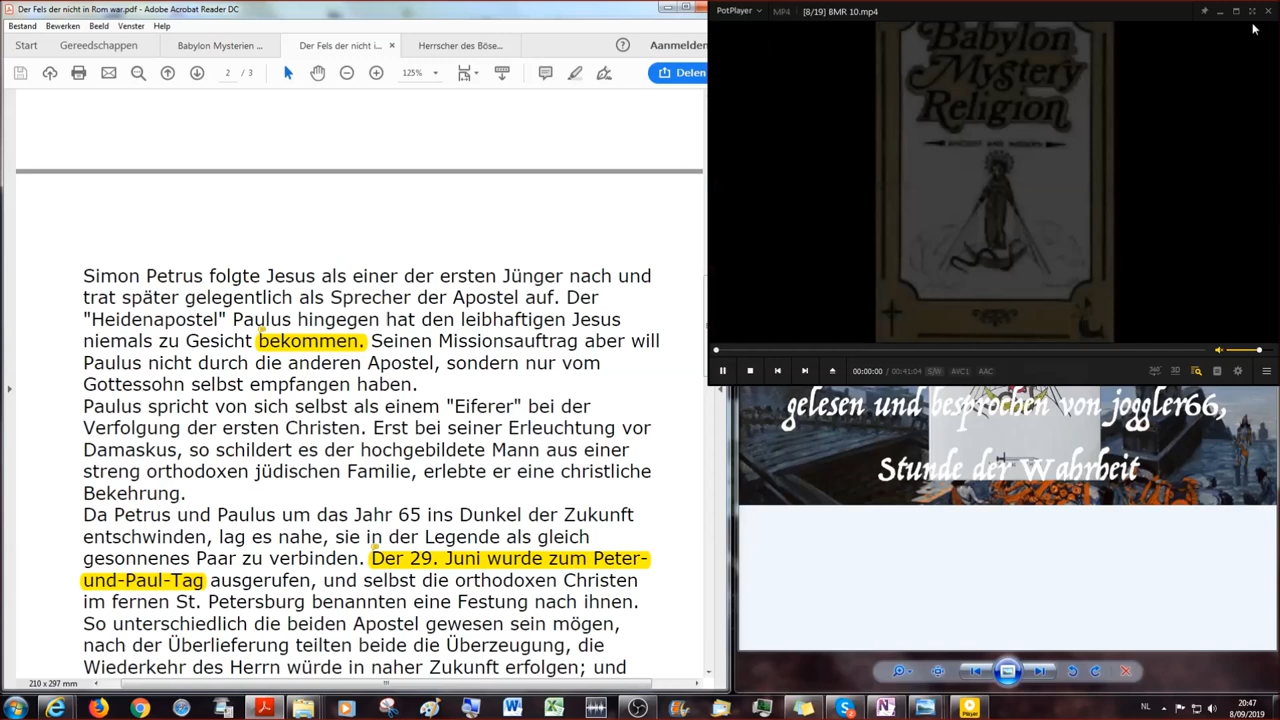 Der Fels der nicht in Rom war.pdf - Adobe Acrobat Reader DC
Bestand Bewerken Beeld Venster Help
Start Gereedschappen Babylon Mysterien ... Der Fels der nicht i... × Herrscher des Böse... Anmelden
2 / 3 125% Delen
Simon Petrus folgte Jesus als einer der ersten Jünger nach und
trat später gelegentlich als Sprecher der Apostel auf. Der
"Heidenapostel" Paulus hingegen hat den leibhaftigen Jesus
niemals zu Gesicht bekommen. Seinen Missionsauftrag aber will
Paulus nicht durch die anderen Apostel, sondern nur vom
Gottessohn selbst empfangen haben.
Paulus spricht von sich selbst als einem "Eiferer" bei der
Verfolgung der ersten Christen. Erst bei seiner Erleuchtung vor
Damaskus, so schildert es der hochgebildete Mann aus einer
streng orthodoxen jüdischen Familie, erlebte er eine christliche
Bekehrung.
Da Petrus und Paulus um das Jahr 65 ins Dunkel der Zukunft
entschwinden, lag es nahe, sie in der Legende als gleich
gesonnenes Paar zu verbinden. Der 29. Juni wurde zum Peter-
und-Paul-Tag ausgerufen, und selbst die orthodoxen Christen
im fernen St. Petersburg benannten eine Festung nach ihnen.
So unterschiedlich die beiden Apostel gewesen sein mögen,
nach der Überlieferung teilten beide die Überzeugung, die
Wiederkehr des Herrn würde in naher Zukunft erfolgen; und
210 x 297 mm
PotPlayer MP4 [8/19] BMR 10.mp4
Babylon
Mystery
Religion
ANCIENT AND MODERN
00:00:00 / 00:41:04 S/W AVC1 AAC
360° 3D
gelesen und besprochen von joggler66,
Stunde der Wahrheit
NL 20:47
8/09/2019